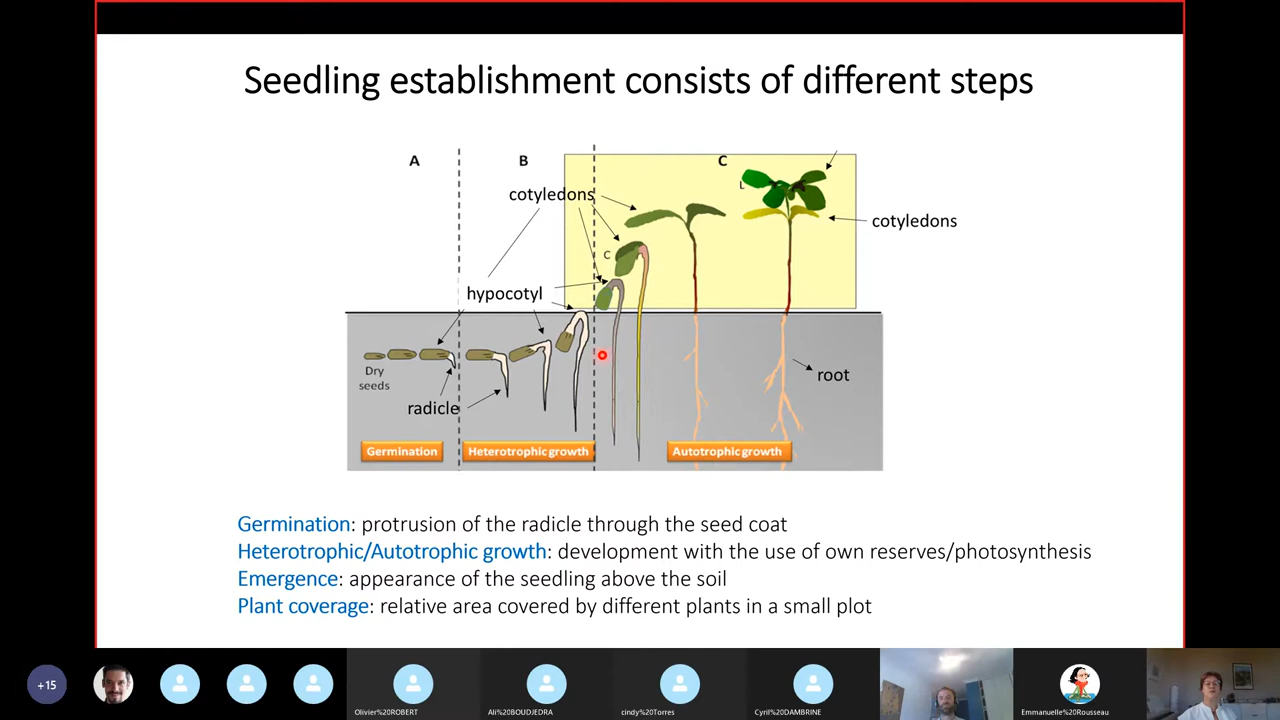 Seedling establishment consists of different steps
A
B
C
cotyledons
L
cotyledons
C
hypocotyl
Dry
seeds
root
radicle
Germination
Heterotrophic growth
Autotrophic growth
Germination: protrusion of the radicle through the seed coat
Heterotrophic/Autotrophic growth: development with the use of own reserves/photosynthesis
Emergence: appearance of the seedling above the soil
Plant coverage: relative area covered by different plants in a small plot
+15
Olivier%20ROBERT
Ali%20BOUDJEDRA
cindy%20Torres
Cyril%20DAMBRINE
Emmanuelle%20Rousseau